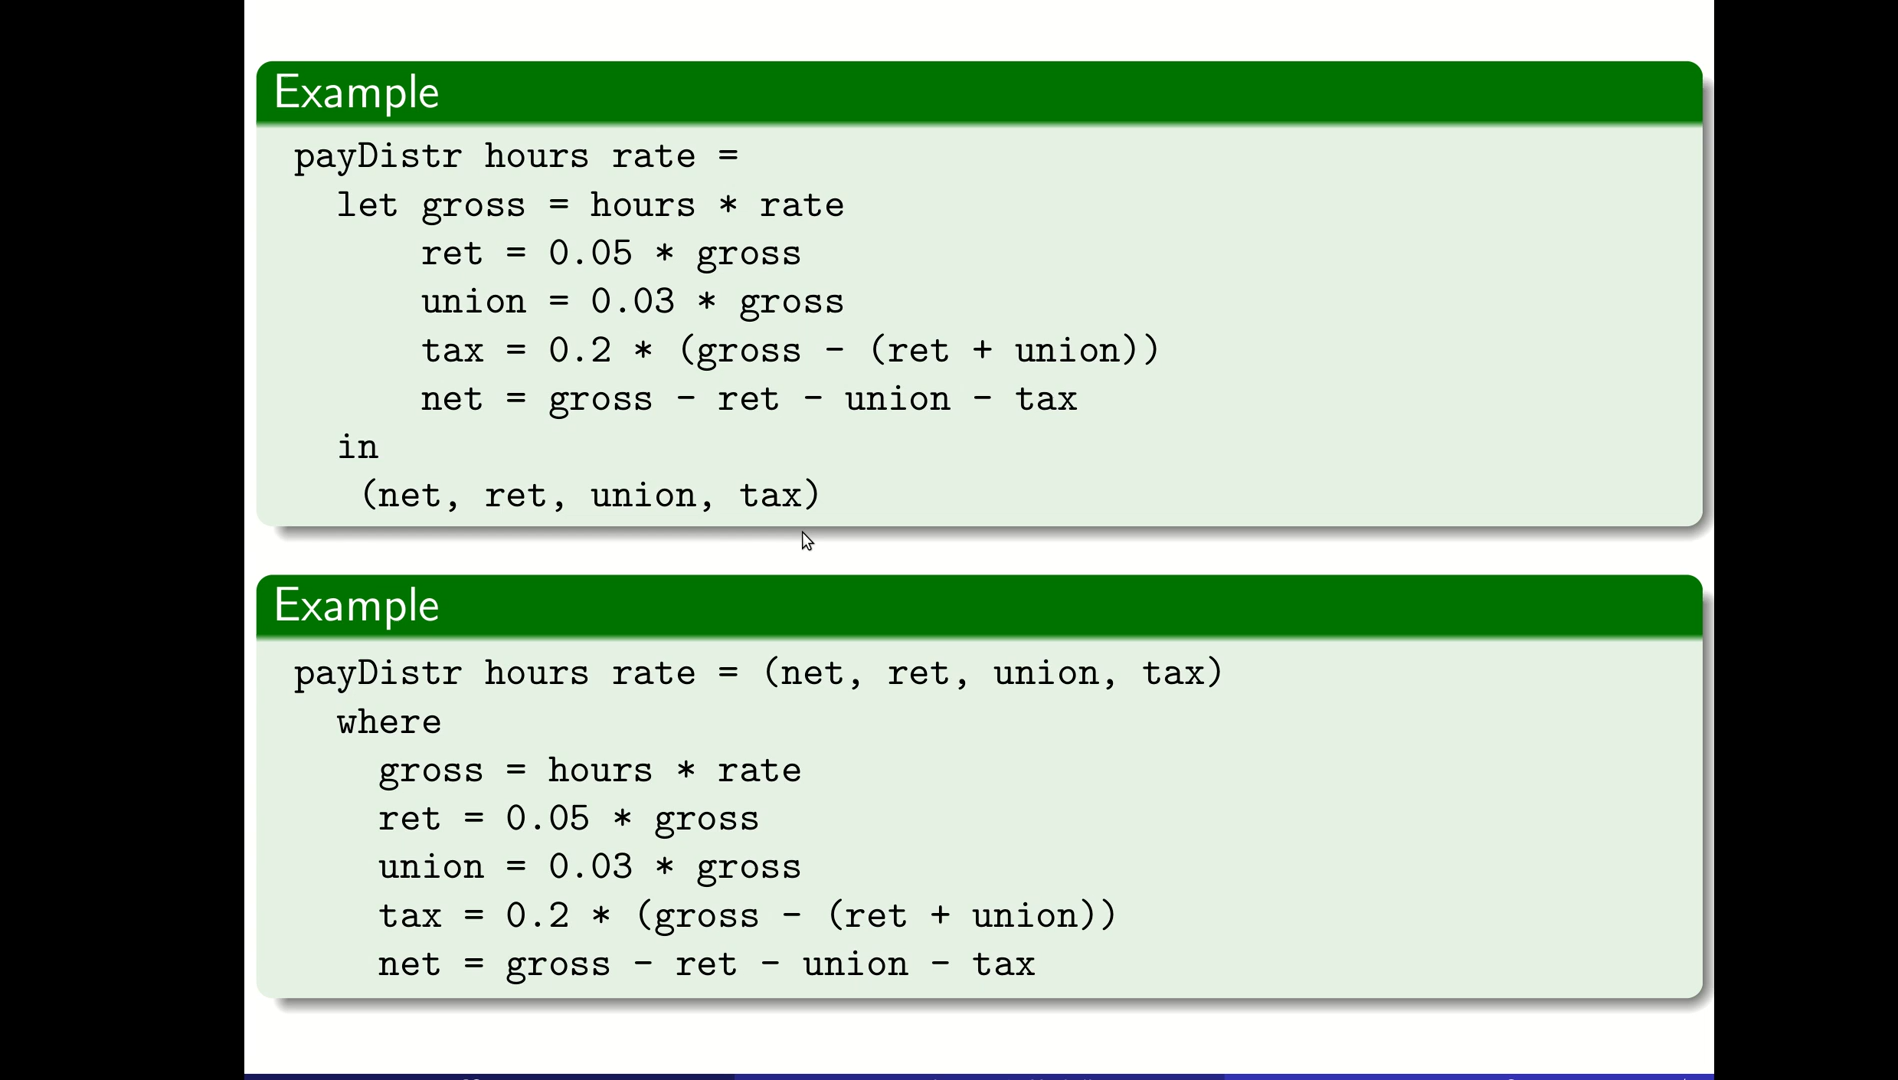 Example
payDistr hours rate =
let gross = hours * rate
ret = 0.05 * gross
union = 0.03 * gross
tax = 0.2 * (gross - (ret + union))
net = gross - ret - union - tax
in
(net, ret, union, tax)
Example
payDistr hours rate = (net, ret, union, tax)
where
gross = hours * rate
ret = 0.05 * gross
union = 0.03 * gross
tax = 0.2 * (gross - (ret + union))
net = gross - ret - union - tax